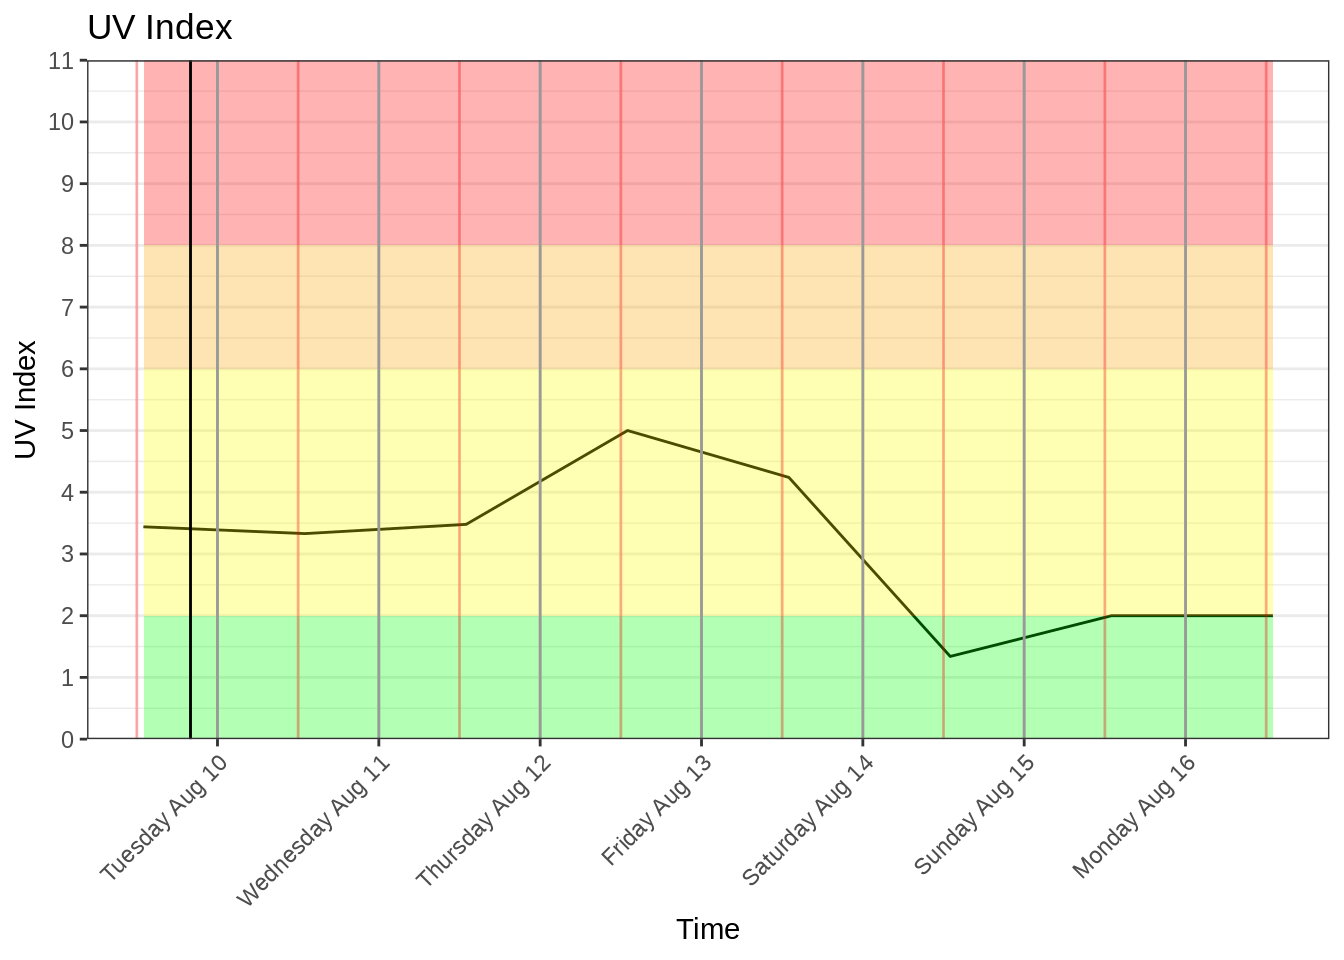 UV Index
11
10
9
8
7
6
5
4
3
2
1
0
UV Index
Tuesday Aug 10
Wednesday Aug 11
Thursday Aug 12
Friday Aug 13
Saturday Aug 14
Sunday Aug 15
Monday Aug 16
Time